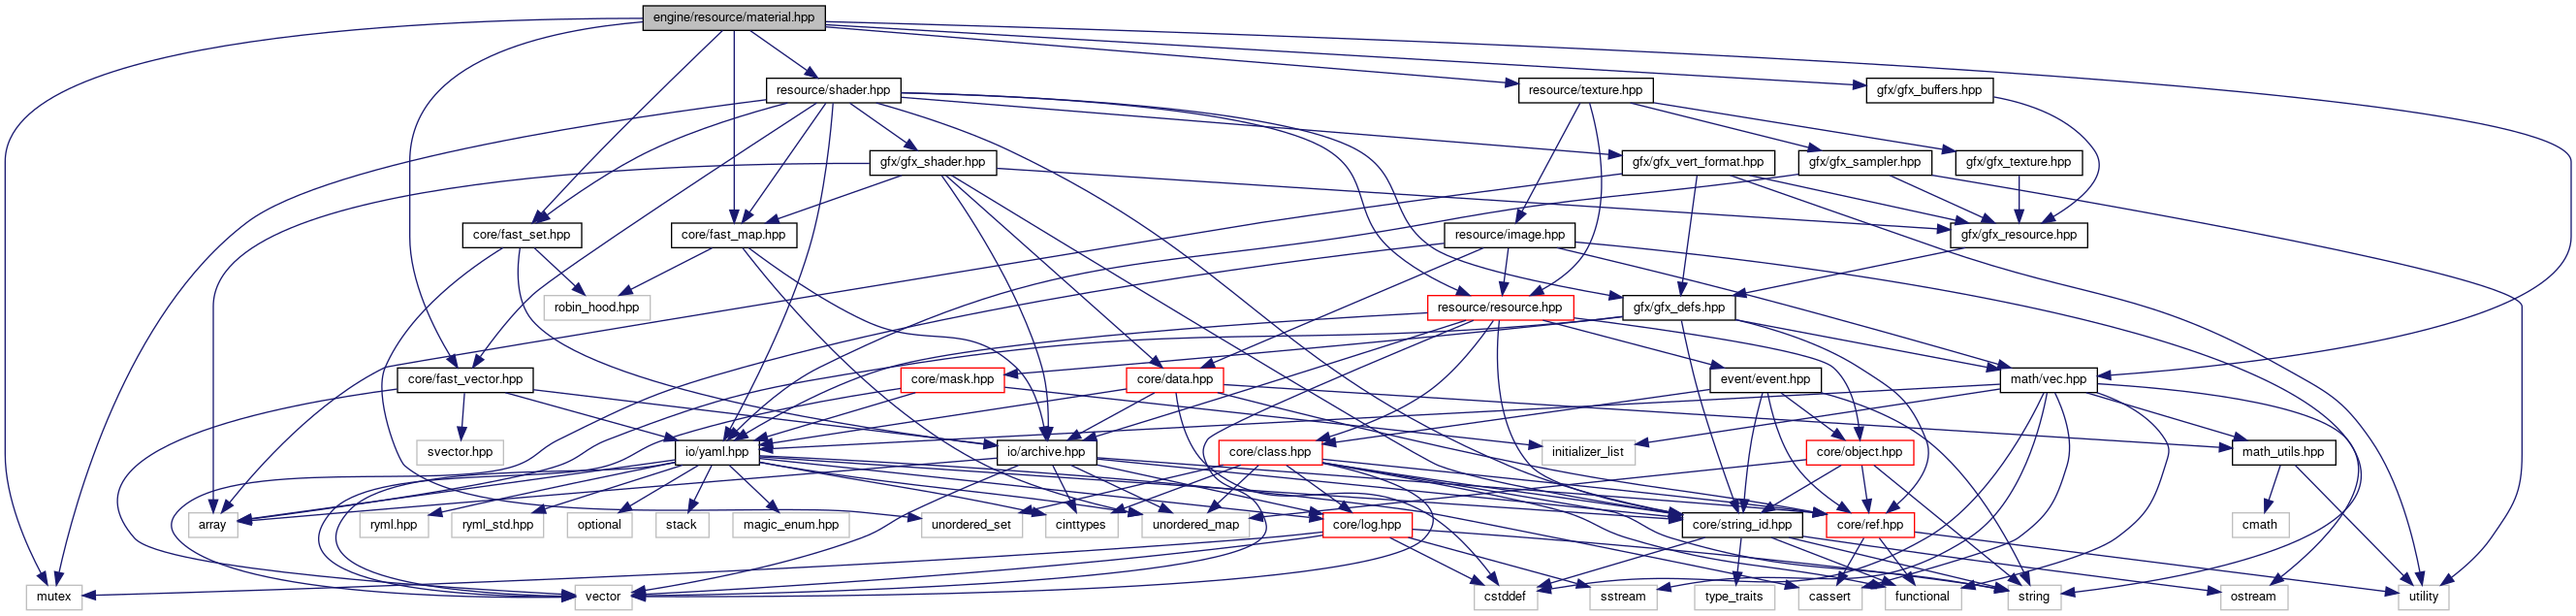 engine/resource/material.hpp
resource/shader.hpp
resource/texture.hpp
gfx/gfx_buffers.hpp
gfx/gfx_shader.hpp
gfx/gfx_vert_format.hpp
gfx/gfx_sampler.hpp
gfx/gfx_texture.hpp
core/fast_set.hpp
core/fast_map.hpp
resource/image.hpp
gfx/gfx_resource.hpp
robin_hood.hpp
resource/resource.hpp
gfx/gfx_defs.hpp
core/fast_vector.hpp
core/mask.hpp
core/data.hpp
event/event.hpp
math/vec.hpp
svector.hpp
io/yaml.hpp
io/archive.hpp
core/class.hpp
initializer_list
core/object.hpp
math_utils.hpp
array
ryml.hpp
ryml_std.hpp
optional
stack
magic_enum.hpp
unordered_set
cinttypes
unordered_map
core/log.hpp
core/string_id.hpp
core/ref.hpp
cmath
mutex
vector
cstddef
sstream
type_traits
cassert
functional
string
ostream
utility